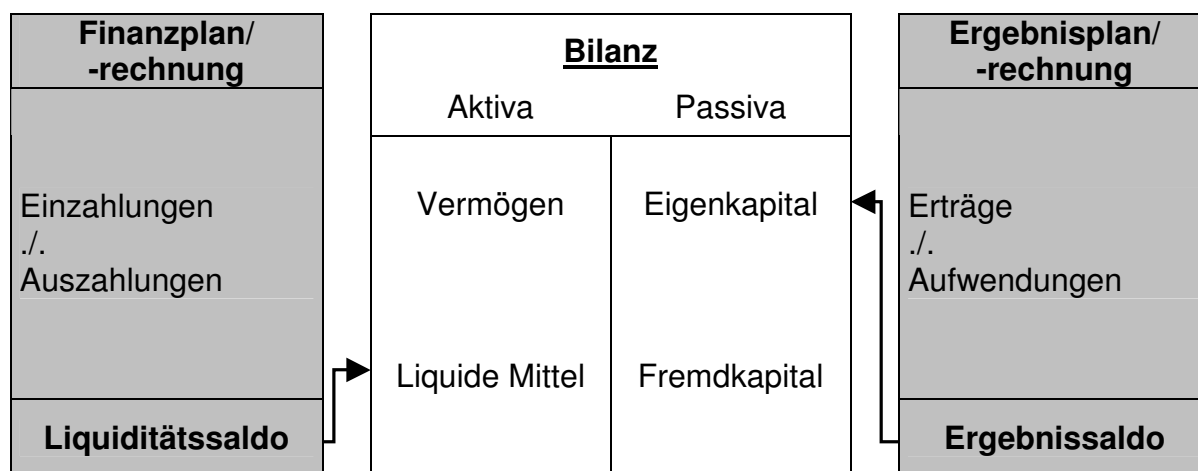 Finanzplan/
-rechnung
Einzahlungen
./.
Auszahlungen
Liquiditätssaldo
Bilanz
Aktiva Passiva
Vermögen Eigenkapital
Liquide Mittel Fremdkapital
Ergebnisplan/
-rechnung
Erträge
./.
Aufwendungen
Ergebnissaldo